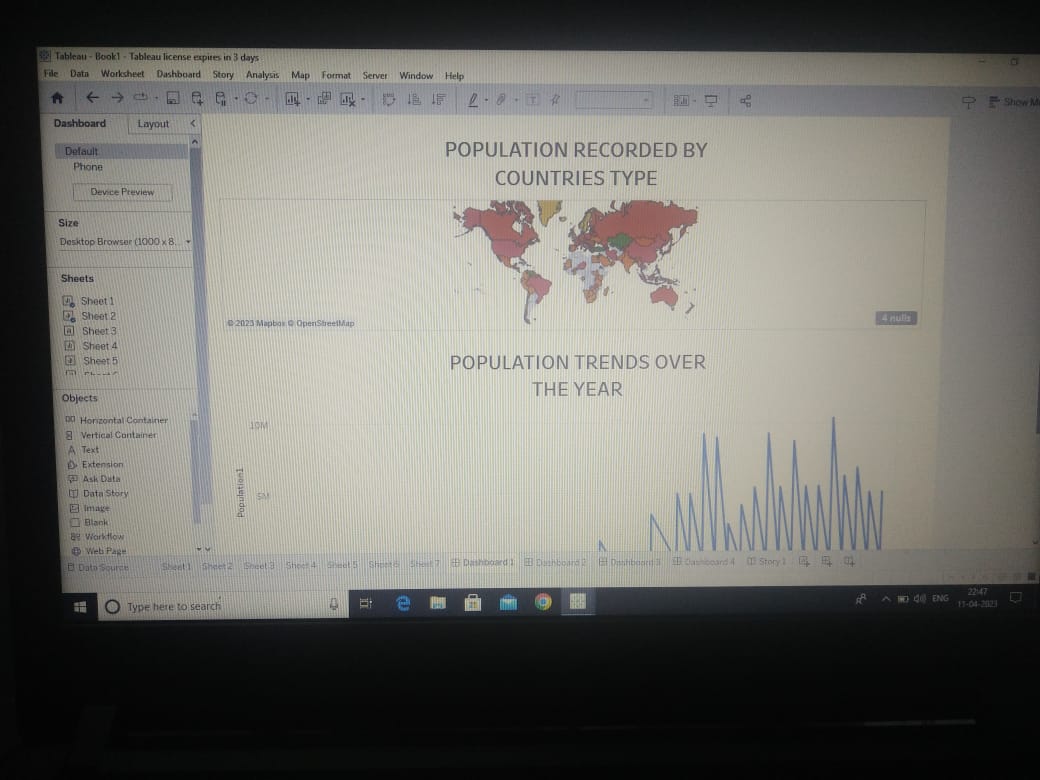 Tableau - Book1 - Tableau license expires in 3 days
File Data Worksheet Dashboard Story Analysis Map Format Server Window Help
Show M
Dashboard Layout
Default
Phone
Device Preview
Size
Desktop Browser (1000 x 8...
Sheets
Sheet 1
Sheet 2
Sheet 3
Sheet 4
Sheet 5
Objects
Horizontal Container
Vertical Container
Text
Extension
Ask Data
Data Story
Image
Blank
Workflow
Web Page
POPULATION RECORDED BY
COUNTRIES TYPE
© 2023 Mapbox © OpenStreetMap
4 nulls
POPULATION TRENDS OVER
THE YEAR
10M
5M
Population1
Data Source Sheet 1 Sheet 2 Sheet 3 Sheet 4 Sheet 5 Sheet 6 Sheet 7 Dashboard 1 Dashboard 2 Dashboard 3 Dashboard 4 Story 1
Type here to search
ENG
22:47
11-04-2023